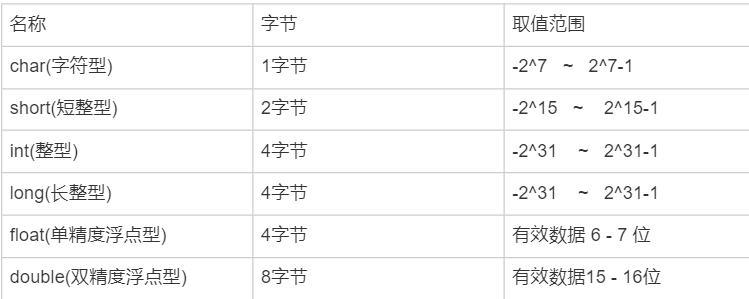 名称 字节 取值范围
char(字符型) 1字节 -2^7 ~ 2^7-1
short(短整型) 2字节 -2^15 ~ 2^15-1
int(整型) 4字节 -2^31 ~ 2^31-1
long(长整型) 4字节 -2^31 ~ 2^31-1
float(单精度浮点型) 4字节 有效数据 6 - 7 位
double(双精度浮点型) 8字节 有效数据15 - 16位